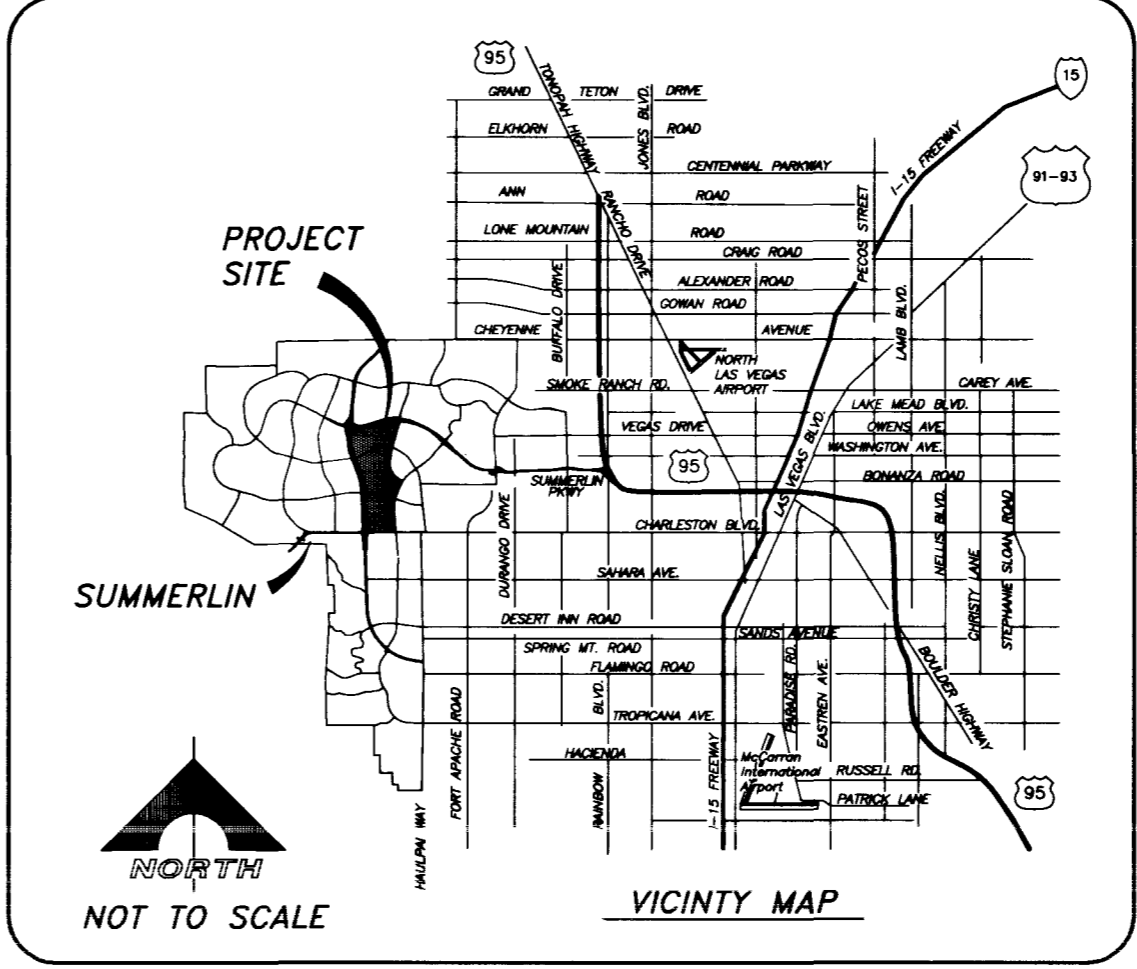 95
TONOPAH HIGHWAY
GRAND TETON DRIVE
JONES BLVD.
15
ELKHORN ROAD
I-15 FREEWAY
CENTENNIAL PARKWAY
91-93
ANN ROAD
RANCHO DRIVE
PECOS STREET
LONE MOUNTAIN ROAD
PROJECT
SITE
CRAIG ROAD
BUFFALO DRIVE
ALEXANDER ROAD
GOWAN ROAD
LAMB BLVD.
CHEYENNE AVENUE
NORTH
LAS VEGAS
AIRPORT
SMOKE RANCH RD.
CAREY AVE.
LAKE MEAD BLVD.
VEGAS DRIVE
OWENS AVE.
WASHINGTON AVE.
LAS VEGAS BLVD.
95
SUMMERLIN
PKWY
BONANZA ROAD
DURANGO DRIVE
CHARLESTON BLVD.
NELLIS BLVD.
CHRISTY LANE
STEPHANIE SLOAN ROAD
SUMMERLIN
SAHARA AVE.
DESERT INN ROAD
SANDS AVENUE
SPRING MT. ROAD
FLAMINGO ROAD
BOULDER HIGHWAY
PARADISE RD.
EASTREN AVE.
FORT APACHE ROAD
RAINBOW BLVD.
TROPICANA AVE.
HACIENDA
I-15 FREEWAY
McCarran
International
Airport
RUSSELL RD.
PATRICK LANE
95
HAULPAI WAY
NORTH
NOT TO SCALE
VICINTY MAP